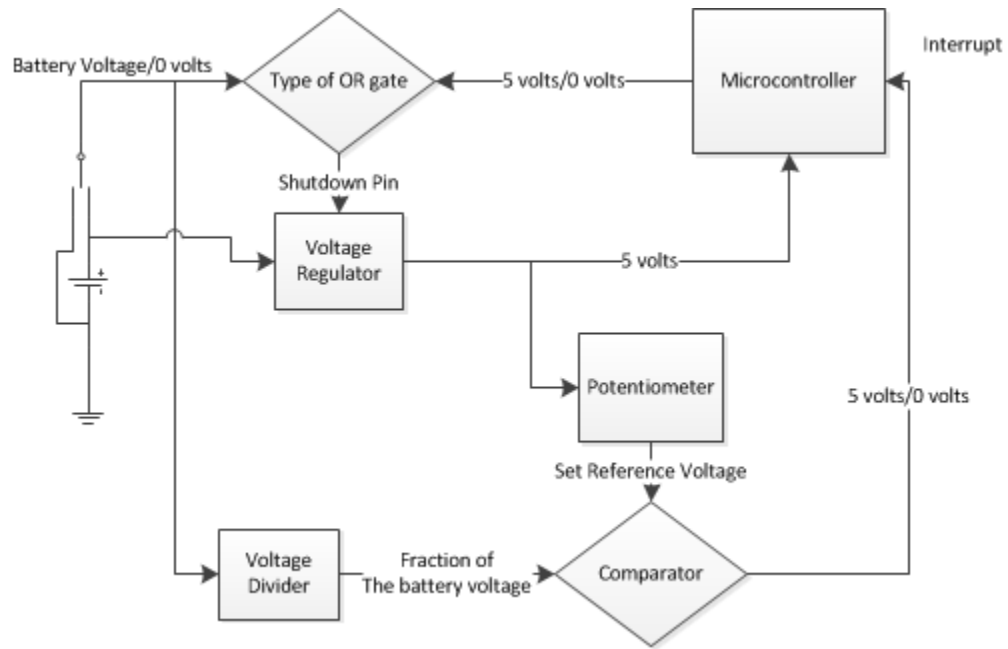 Battery Voltage/0 volts
Type of OR gate
5 volts/0 volts
Microcontroller
Interrupt
Shutdown Pin
Voltage
Regulator
5 volts
Potentiometer
5 volts/0 volts
Set Reference Voltage
Voltage
Divider
Fraction of
The battery voltage
Comparator